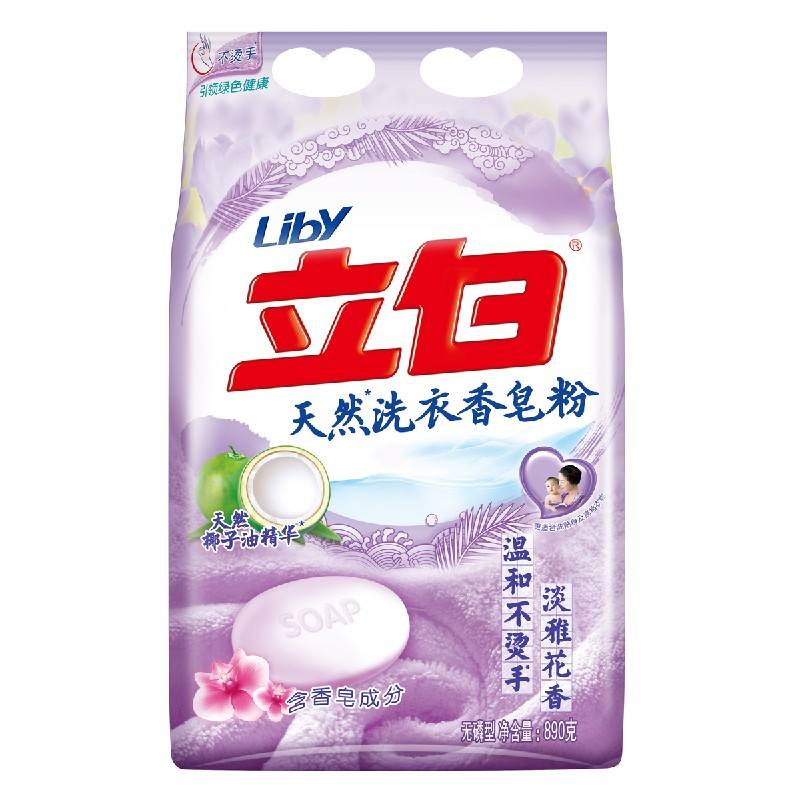 不烫手
引领绿色健康
Liby
立白®
天然*洗衣香皂粉
天然
椰子油精华*
SOAP
含香皂成分
温和不烫手
淡雅花香
无磷型 净含量：890克